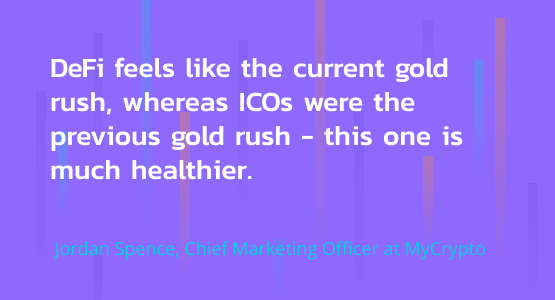 DeFi feels like the current gold
rush, whereas ICOs were the
previous gold rush - this one is
much healthier.
Jordan Spence, Chief Marketing Officer at MyCrypto